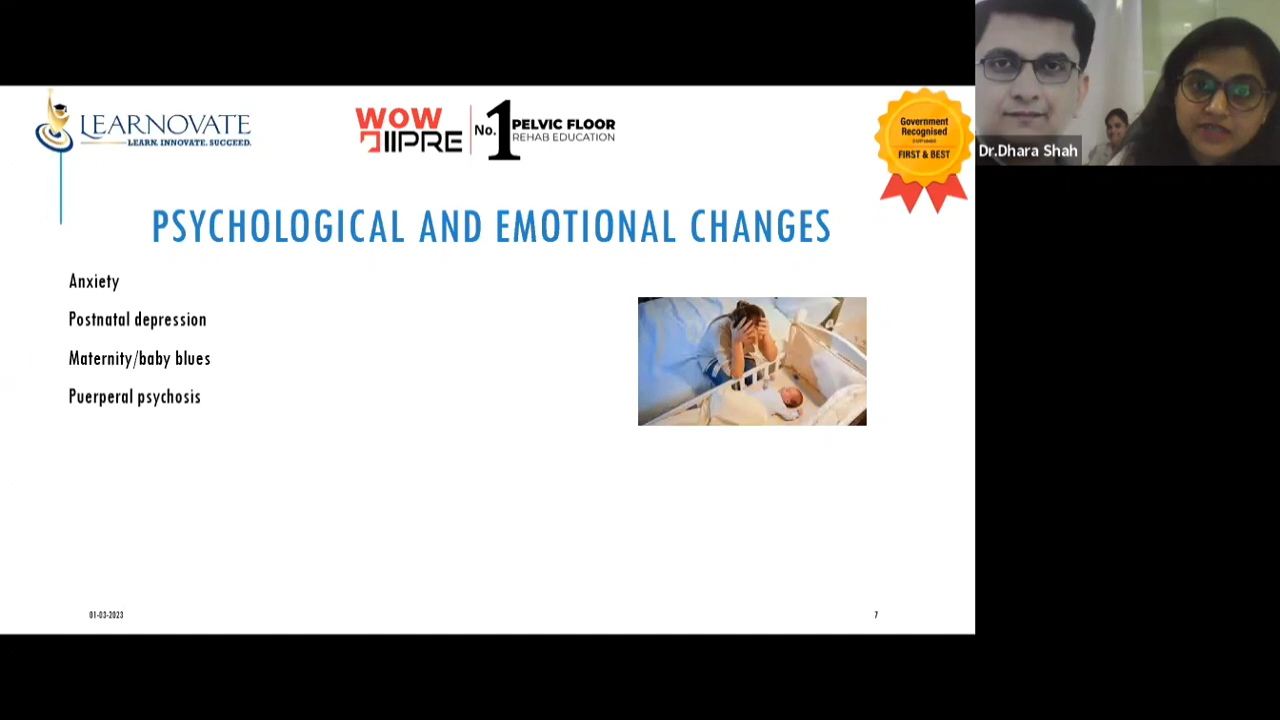 LEARNOVATE
LEARN. INNOVATE. SUCCEED.
WOW
IIPRE
No.1
PELVIC FLOOR
REHAB EDUCATION
Government
Recognised
FIRST & BEST
Dr.Dhara Shah
PSYCHOLOGICAL AND EMOTIONAL CHANGES
Anxiety
Postnatal depression
Maternity/baby blues
Puerperal psychosis
01-03-2023
7